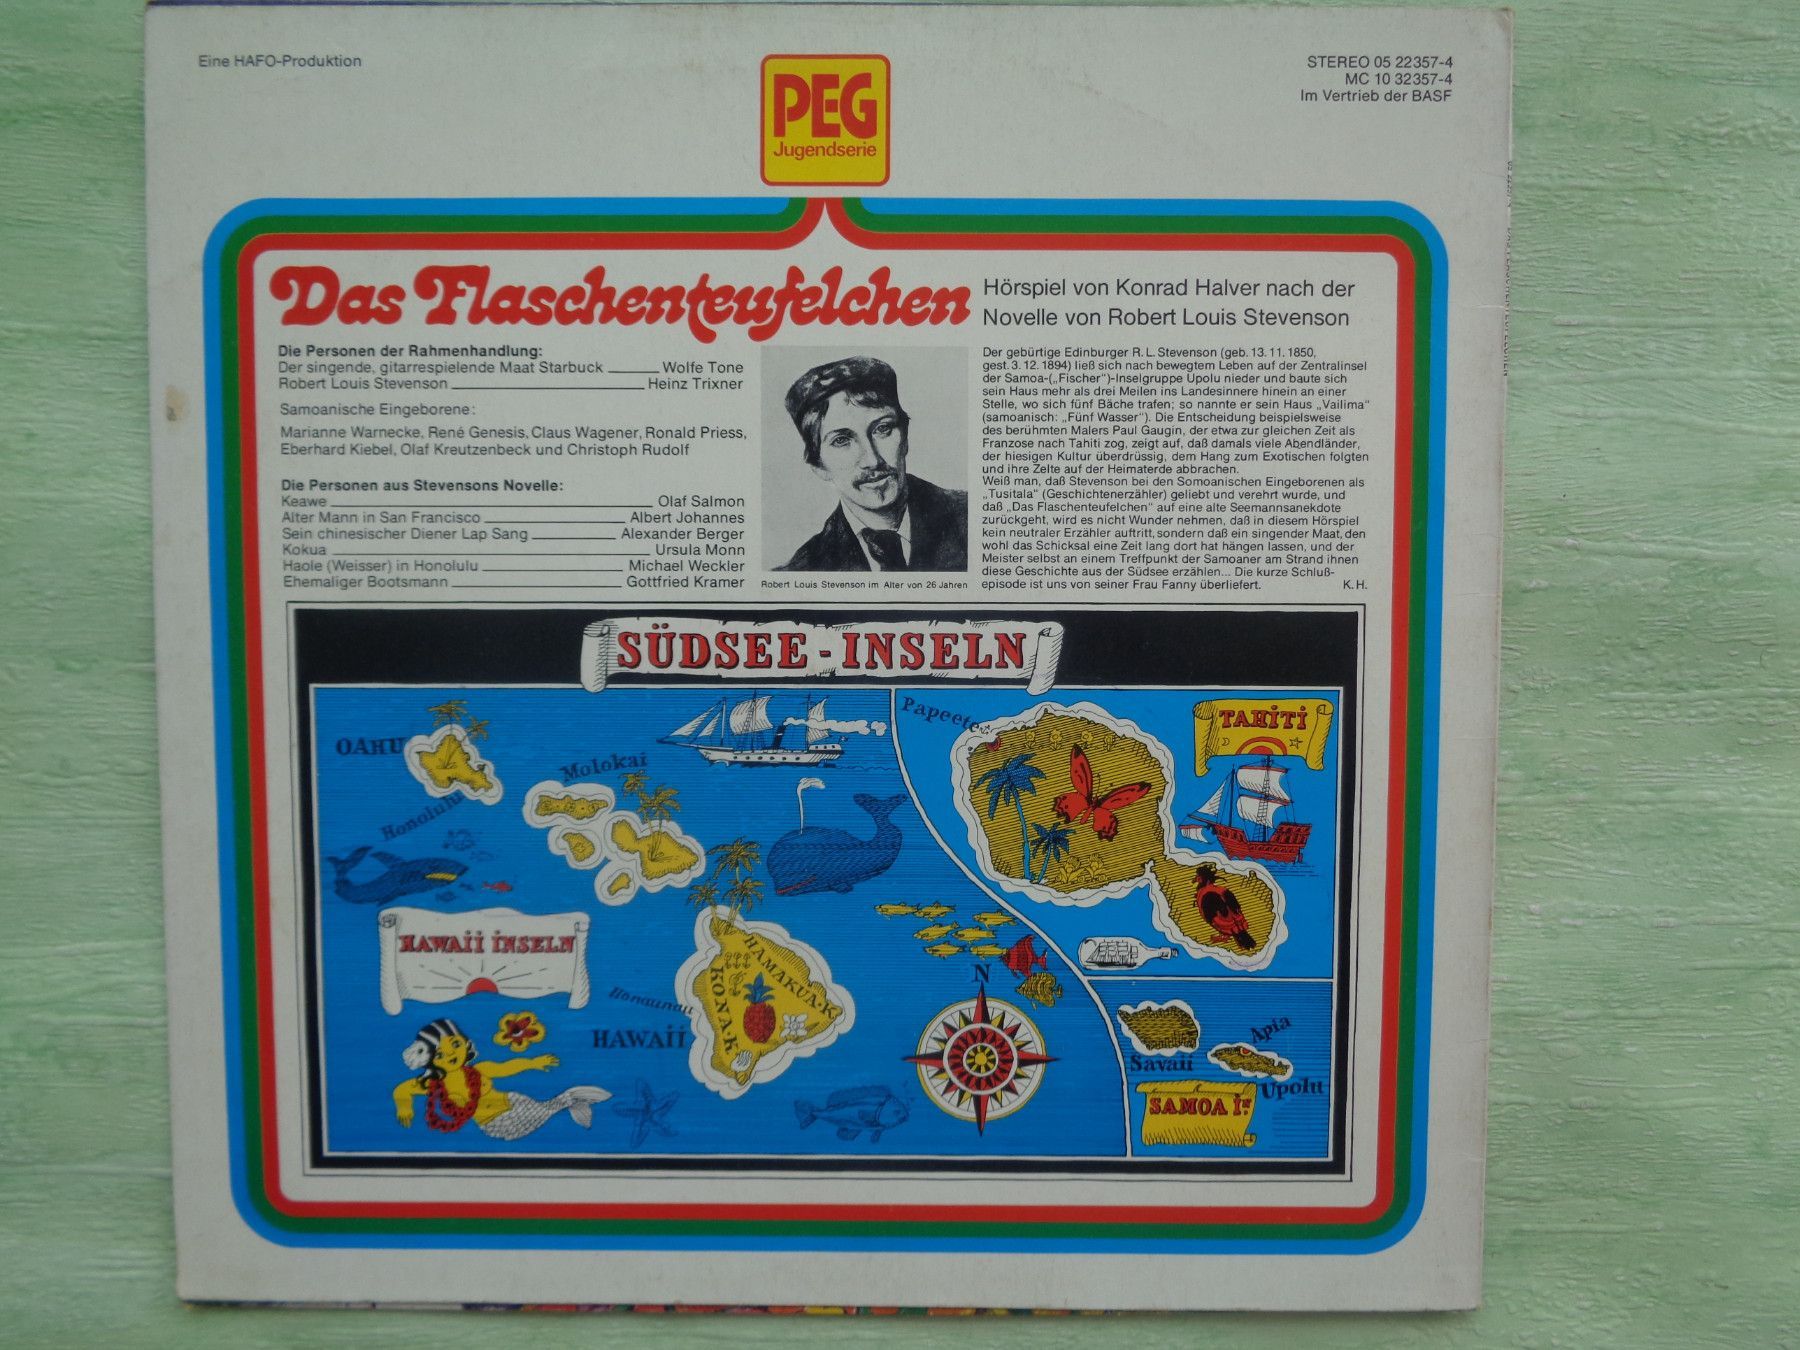 Eine HAFO-Produktion
STEREO 05 22357-4
MC 10 32357-4
Im Vertrieb der BASF
PEG
Jugendserie
Das Flaschenteufelchen
Hörspiel von Konrad Halver nach der
Novelle von Robert Louis Stevenson
Die Personen der Rahmenhandlung:
Der singende, gitarrespielende Maat Starbuck Wolfe Tone
Robert Louis Stevenson Heinz Trixner
Samoanische Eingeborene:
Marianne Warnecke, René Genesis, Claus Wagener, Ronald Priess,
Eberhard Kiebel, Olaf Kreutzenbeck und Christoph Rudolf
Die Personen aus Stevensons Novelle:
Keawe Olaf Salmon
Alter Mann in San Francisco Albert Johannes
Sein chinesischer Diener Lap Sang Alexander Berger
Kokua Ursula Monn
Haole (Weisser) in Honolulu Michael Weckler
Ehemaliger Bootsmann Gottfried Kramer
Robert Louis Stevenson im Alter von 26 Jahren
Der gebürtige Edinburger R. L. Stevenson (geb. 13. 11. 1850,
gest. 3. 12. 1894) ließ sich nach bewegtem Leben auf der Zentralinsel
der Samoa-(„Fischer“)-Inselgruppe Upolu nieder und baute sich
sein Haus mehr als drei Meilen ins Landesinnere hinein an einer
Stelle, wo sich fünf Bäche trafen; so nannte er sein Haus „Vailima“
(samoanisch: „Fünf Wasser“). Die Entscheidung beispielsweise
des berühmten Malers Paul Gaugin, der etwa zur gleichen Zeit als
Franzose nach Tahiti zog, zeigt auf, daß damals viele Abendländer,
der hiesigen Kultur überdrüssig, dem Hang zum Exotischen folgten
und ihre Zelte auf der Heimaterde abbrachen.
Weiß man, daß Stevenson bei den Somoanischen Eingeborenen als
„Tusitala“ (Geschichtenerzähler) geliebt und verehrt wurde, und
daß „Das Flaschenteufelchen“ auf eine alte Seemannsanekdote
zurückgeht, wird es nicht Wunder nehmen, daß in diesem Hörspiel
kein neutraler Erzähler auftritt, sondern daß ein singender Maat, den
wohl das Schicksal eine Zeit lang dort hat hängen lassen, und der
Meister selbst an einem Treffpunkt der Samoaner am Strand ihnen
diese Geschichte aus der Südsee erzählen... Die kurze Schluß-
episode ist uns von seiner Frau Fanny überliefert. K. H.
SÜDSEE - INSELN
OAHU
Honolulu
Molokai
Papeete
TAHITI
HAWAII INSELN
HAMAKUA-K
KONA-K
Honaunau
HAWAII
N
Savaii
Apia
Upolu
SAMOA In.